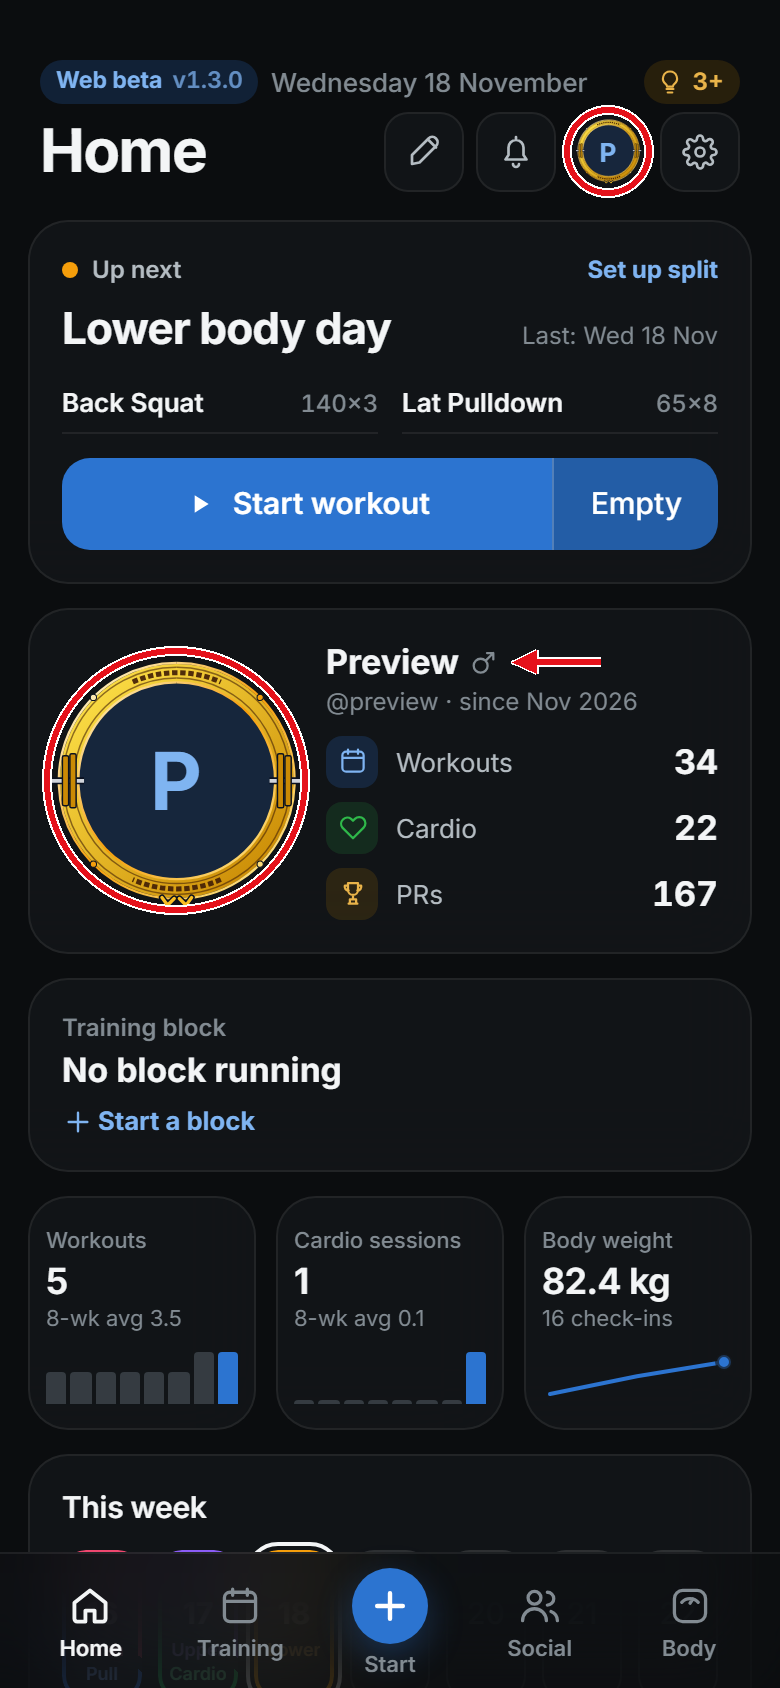 Web beta v1.3.0 Wednesday 18 November 3+
Home P
Up next Set up split
Lower body day Last: Wed 18 Nov
Back Squat 140×3 Lat Pulldown 65×8
Start workout Empty
Preview ♂
@preview · since Nov 2026
P
Workouts 34
Cardio 22
PRs 167
Training block
No block running
+ Start a block
Workouts
5
8-wk avg 3.5
Cardio sessions
1
8-wk avg 0.1
Body weight
82.4 kg
16 check-ins
This week
Home Training Start Social Body
Pull Cardio